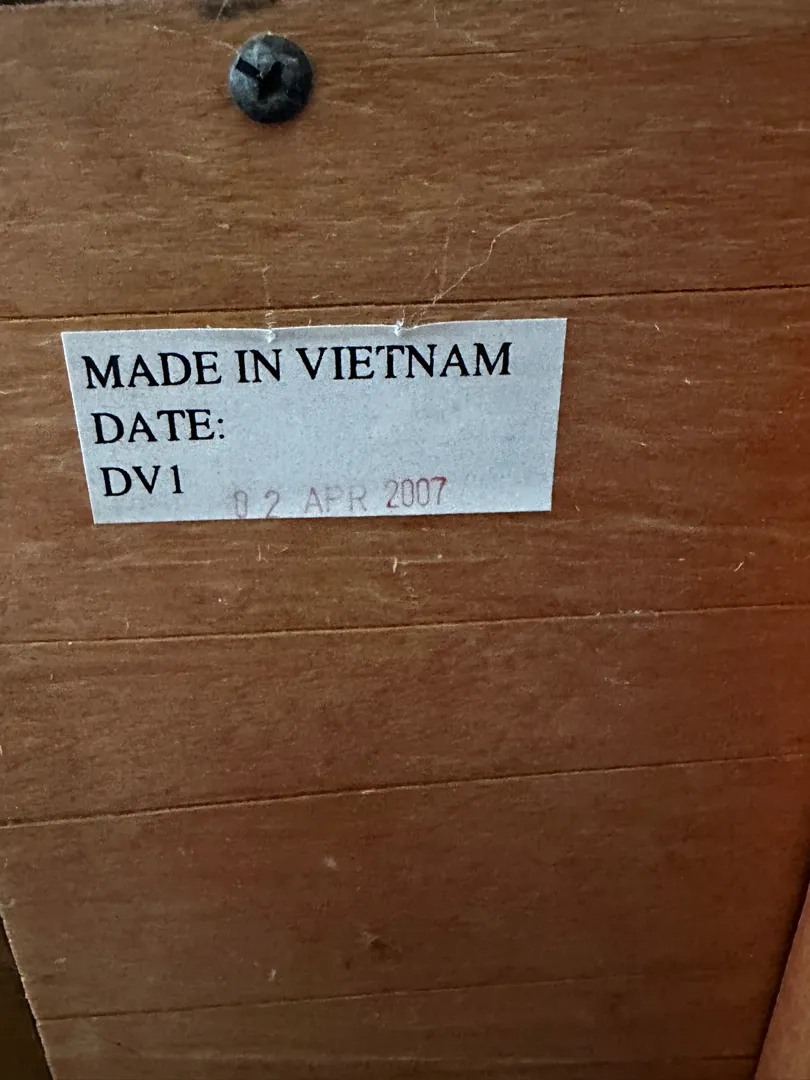 MADE IN VIETNAM
DATE:
DV1
02 APR 2007